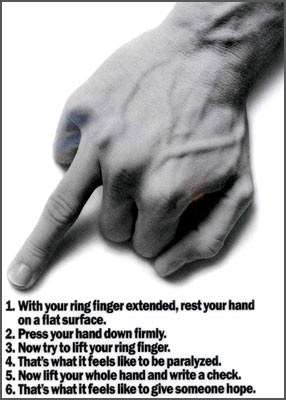 1. With your ring finger extended, rest your hand
on a flat surface.
2. Press your hand down firmly.
3. Now try to lift your ring finger.
4. That's what it feels like to be paralyzed.
5. Now lift your whole hand and write a check.
6. That's what it feels like to give someone hope.